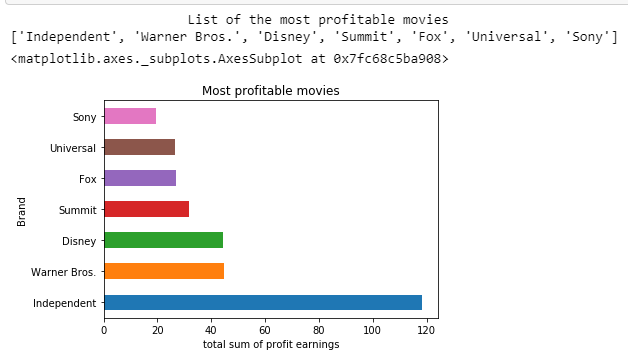 List of the most profitable movies
['Independent', 'Warner Bros.', 'Disney', 'Summit', 'Fox', 'Universal', 'Sony']
<matplotlib.axes._subplots.AxesSubplot at 0x7fc68c5ba908>
Most profitable movies
Brand
Sony
Universal
Fox
Summit
Disney
Warner Bros.
Independent
0 20 40 60 80 100 120
total sum of profit earnings